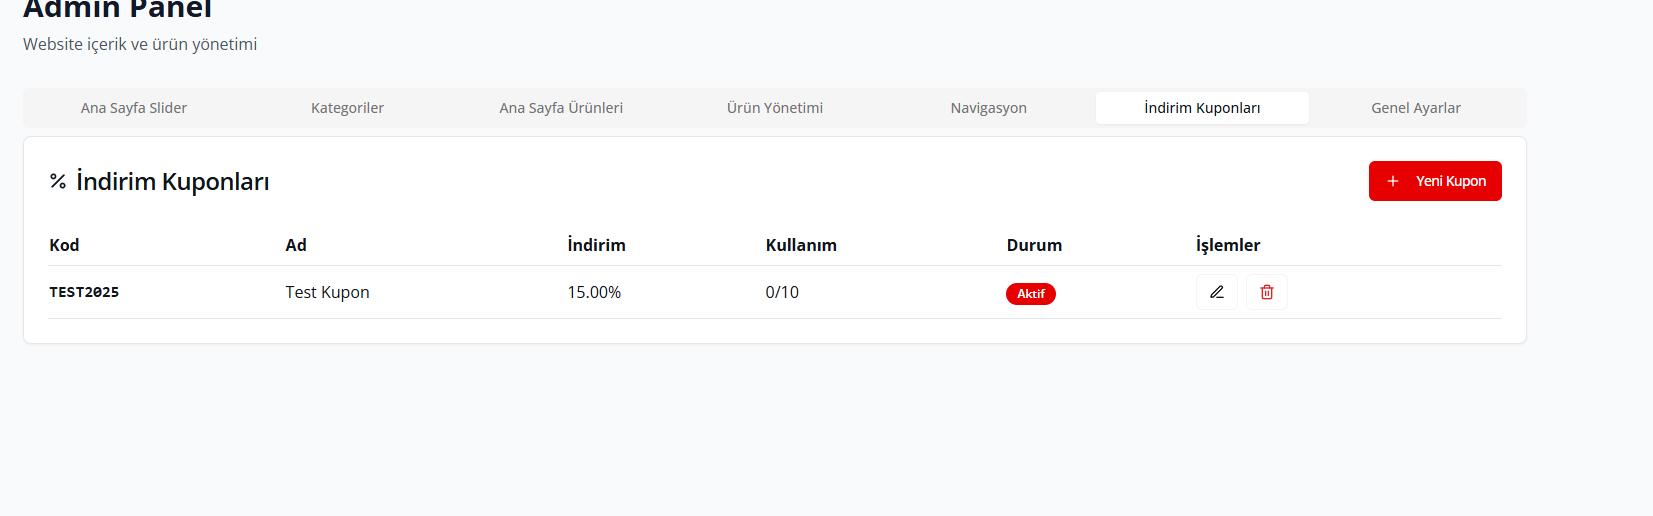 Admin Panel
Website içerik ve ürün yönetimi
Ana Sayfa Slider Kategoriler Ana Sayfa Ürünleri Ürün Yönetimi Navigasyon İndirim Kuponları Genel Ayarlar
% İndirim Kuponları + Yeni Kupon
Kod Ad İndirim Kullanım Durum İşlemler
TEST2025 Test Kupon 15.00% 0/10 Aktif